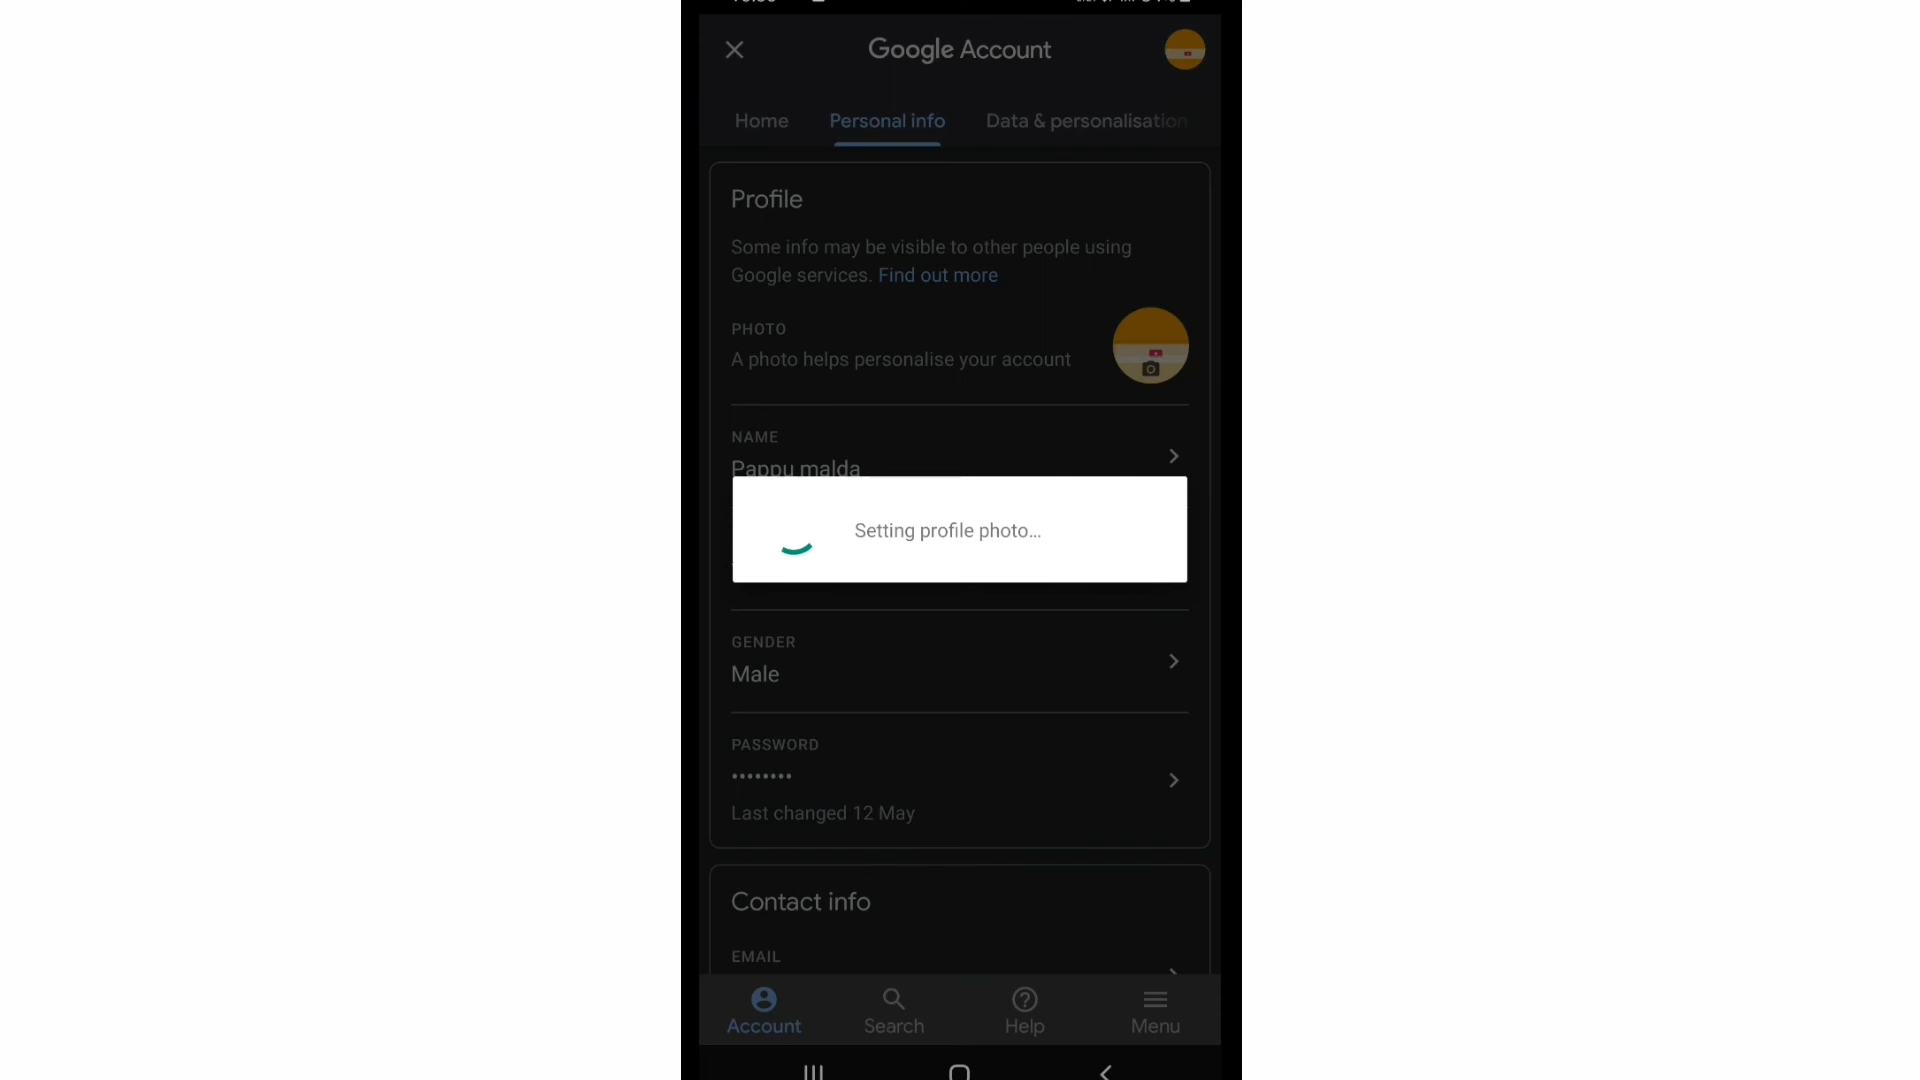 Google Account
Home Personal info Data & personalisation
Profile
Some info may be visible to other people using
Google services. Find out more
PHOTO
A photo helps personalise your account
NAME
Pappu malda
Setting profile photo...
GENDER
Male
PASSWORD
••••••••
Last changed 12 May
Contact info
EMAIL
Account Search Help Menu